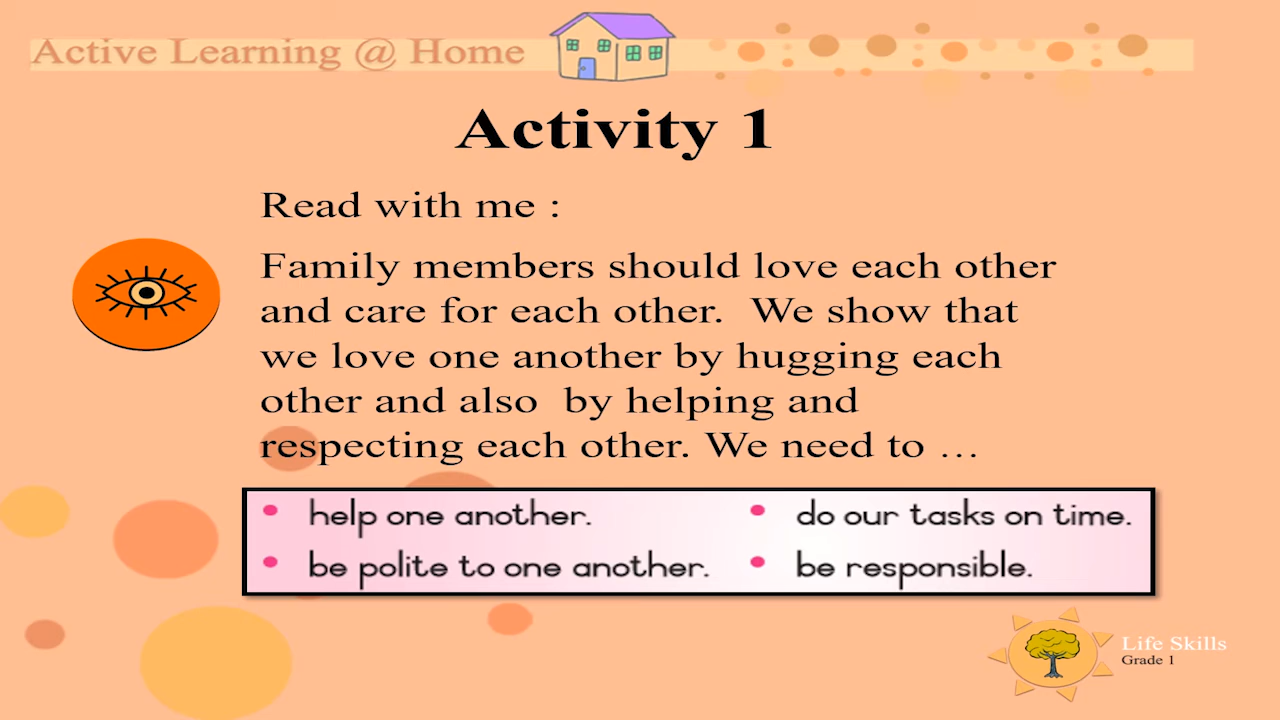 Active Learning @ Home
Activity 1
Read with me :
Family members should love each other
and care for each other.  We show that
we love one another by hugging each
other and also  by helping and
respecting each other. We need to ...
• help one another.
• be polite to one another.
• do our tasks on time.
• be responsible.
Life Skills
Grade 1